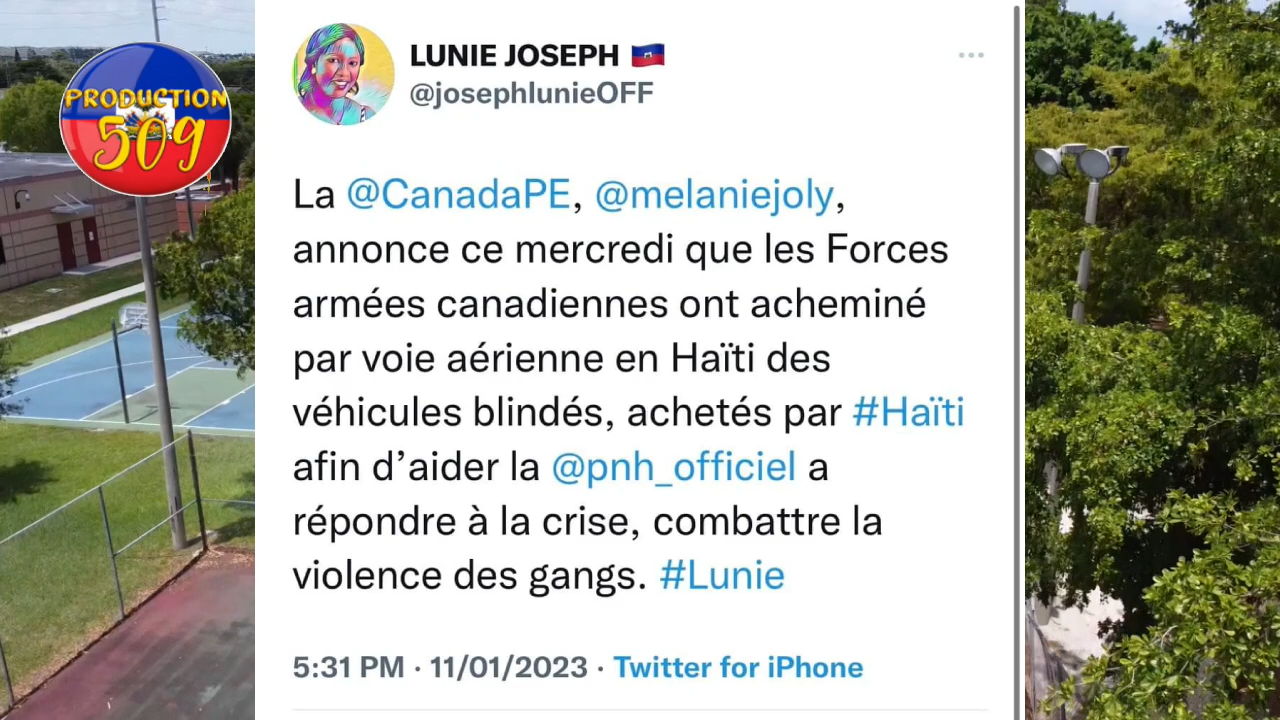 PRODUCTION
509
LUNIE JOSEPH 🇭🇹
@josephlunieOFF
La @CanadaPE, @melaniejoly,
annonce ce mercredi que les Forces
armées canadiennes ont acheminé
par voie aérienne en Haïti des
véhicules blindés, achetés par #Haïti
afin d’aider la @pnh_officiel a
répondre à la crise, combattre la
violence des gangs. #Lunie
5:31 PM · 11/01/2023 · Twitter for iPhone